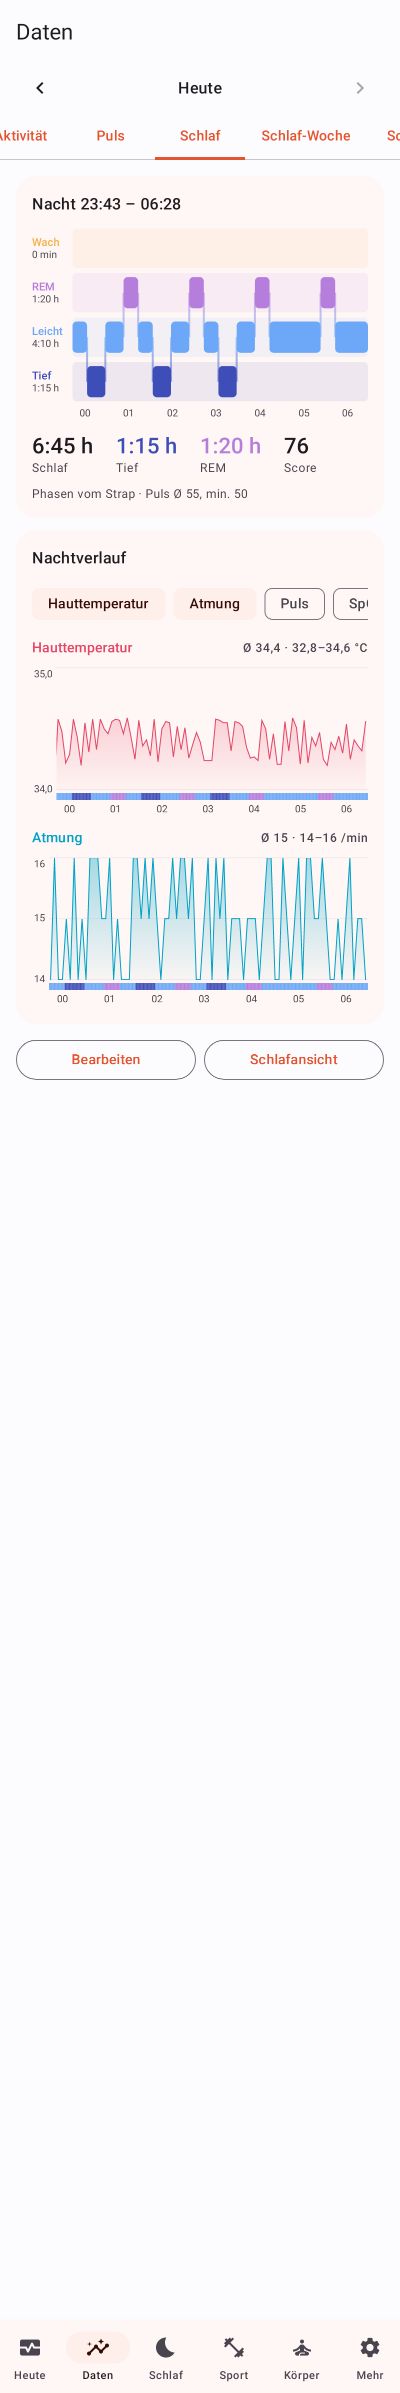 Daten
Heute
Aktivität Puls Schlaf Schlaf-Woche Sc
Nacht 23:43 – 06:28
Wach
0 min
REM
1:20 h
Leicht
4:10 h
Tief
1:15 h
00 01 02 03 04 05 06
6:45 h 1:15 h 1:20 h 76
Schlaf Tief REM Score
Phasen vom Strap · Puls Ø 55, min. 50
Nachtverlauf
Hauttemperatur Atmung Puls Sp
Hauttemperatur Ø 34,4 · 32,8–34,6 °C
35,0
34,0
00 01 02 03 04 05 06
Atmung Ø 15 · 14–16 /min
16
15
14
00 01 02 03 04 05 06
Bearbeiten Schlafansicht
Heute Daten Schlaf Sport Körper Mehr